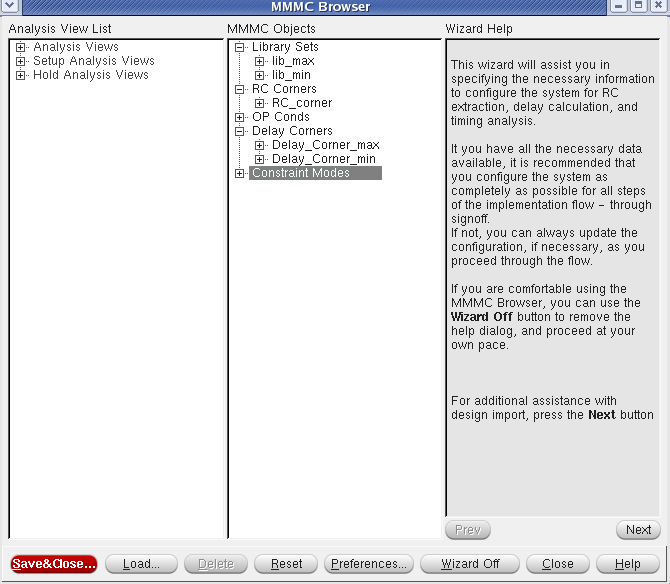 MMMC Browser
Analysis View List
Analysis Views
Setup Analysis Views
Hold Analysis Views
MMMC Objects
Library Sets
lib_max
lib_min
RC Corners
RC_corner
OP Conds
Delay Corners
Delay_Corner_max
Delay_Corner_min
Constraint Modes
Wizard Help
This wizard will assist you in
specifying the necessary information
to configure the system for RC
extraction, delay calculation, and
timing analysis.
It you have all the necessary data
available, it is recommended that
you configure the system as
completely as possible for all steps
of the implementation flow - through
signoff.
If not, you can always update the
configuration, if necessary, as you
proceed through the flow.
If you are comfortable using the
MMMC Browser, you can use the
Wizard Off button to remove the
help dialog, and proceed at your
own pace.
For additional assistance with
design import, press the Next button
Prev
Next
Save&Close...
Load...
Delete
Reset
Preferences...
Wizard Off
Close
Help